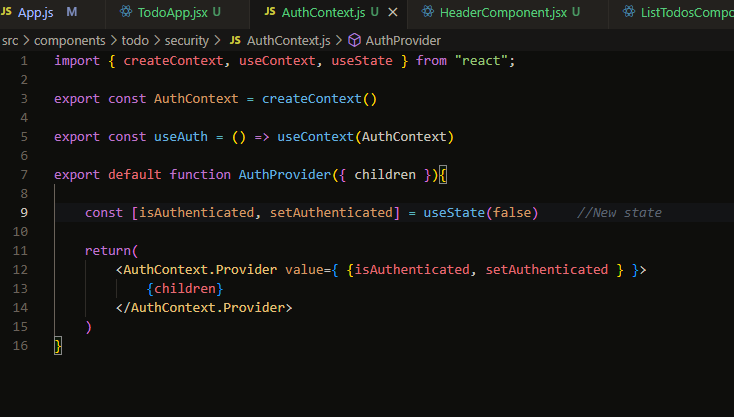 JS App.js M TodoApp.jsx U JS AuthContext.js U × HeaderComponent.jsx U ListTodosCompo
src > components > todo > security > JS AuthContext.js > AuthProvider
1 import { createContext, useContext, useState } from "react";
2
3 export const AuthContext = createContext()
4
5 export const useAuth = () => useContext(AuthContext)
6
7 export default function AuthProvider({ children }){
8
9 const [isAuthenticated, setAuthenticated] = useState(false) //New state
10
11 return(
12 <AuthContext.Provider value={ {isAuthenticated, setAuthenticated } }>
13 {children}
14 </AuthContext.Provider>
15 )
16 }